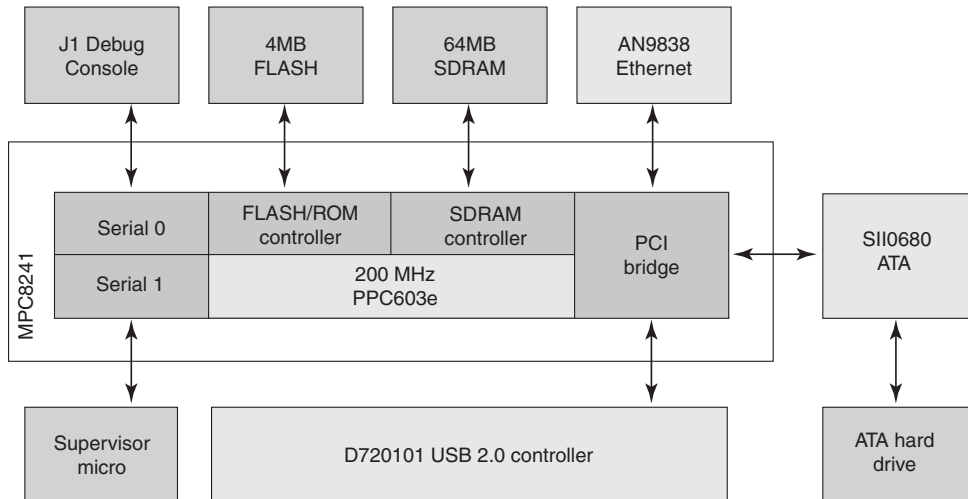 J1 Debug
Console
4MB
FLASH
64MB
SDRAM
AN9838
Ethernet
MPC8241
Serial 0
FLASH/ROM
controller
SDRAM
controller
PCI
bridge
Serial 1
200 MHz
PPC603e
SII0680
ATA
Supervisor
micro
D720101 USB 2.0 controller
ATA hard
drive